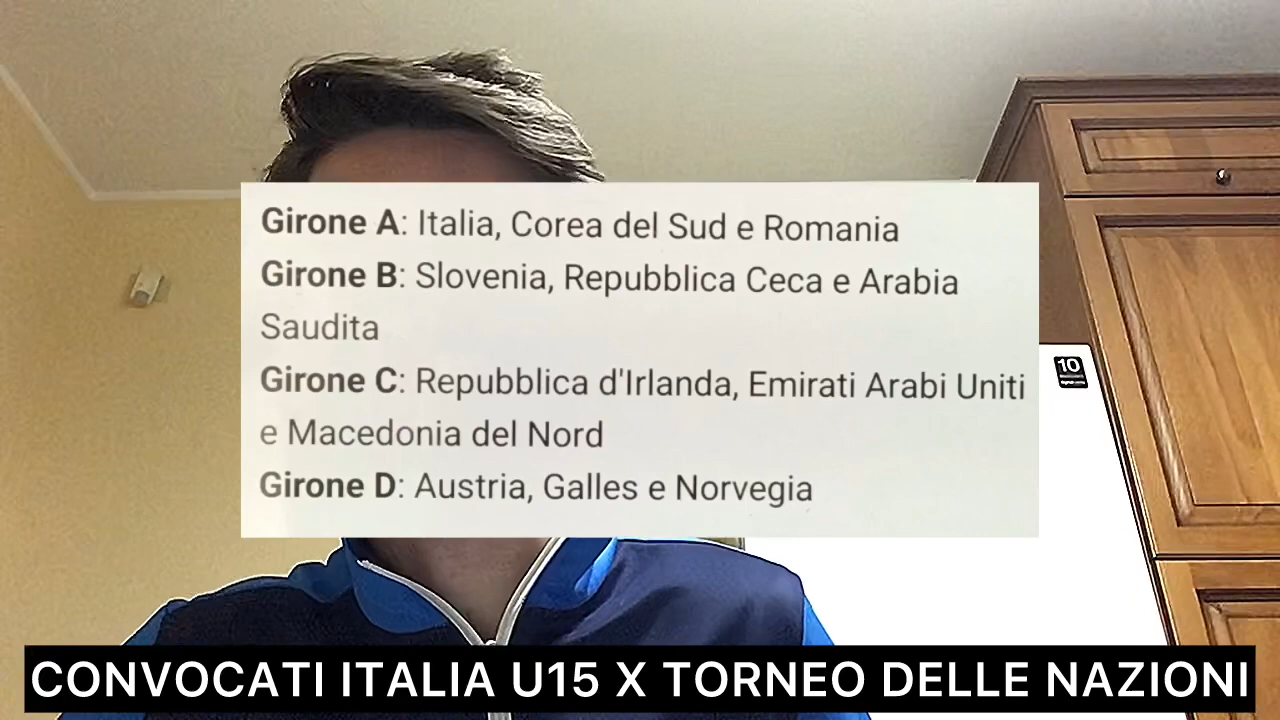 Girone A: Italia, Corea del Sud e Romania
Girone B: Slovenia, Repubblica Ceca e Arabia
Saudita
Girone C: Repubblica d'Irlanda, Emirati Arabi Uniti
e Macedonia del Nord
Girone D: Austria, Galles e Norvegia
10
CONVOCATI ITALIA U15 X TORNEO DELLE NAZIONI